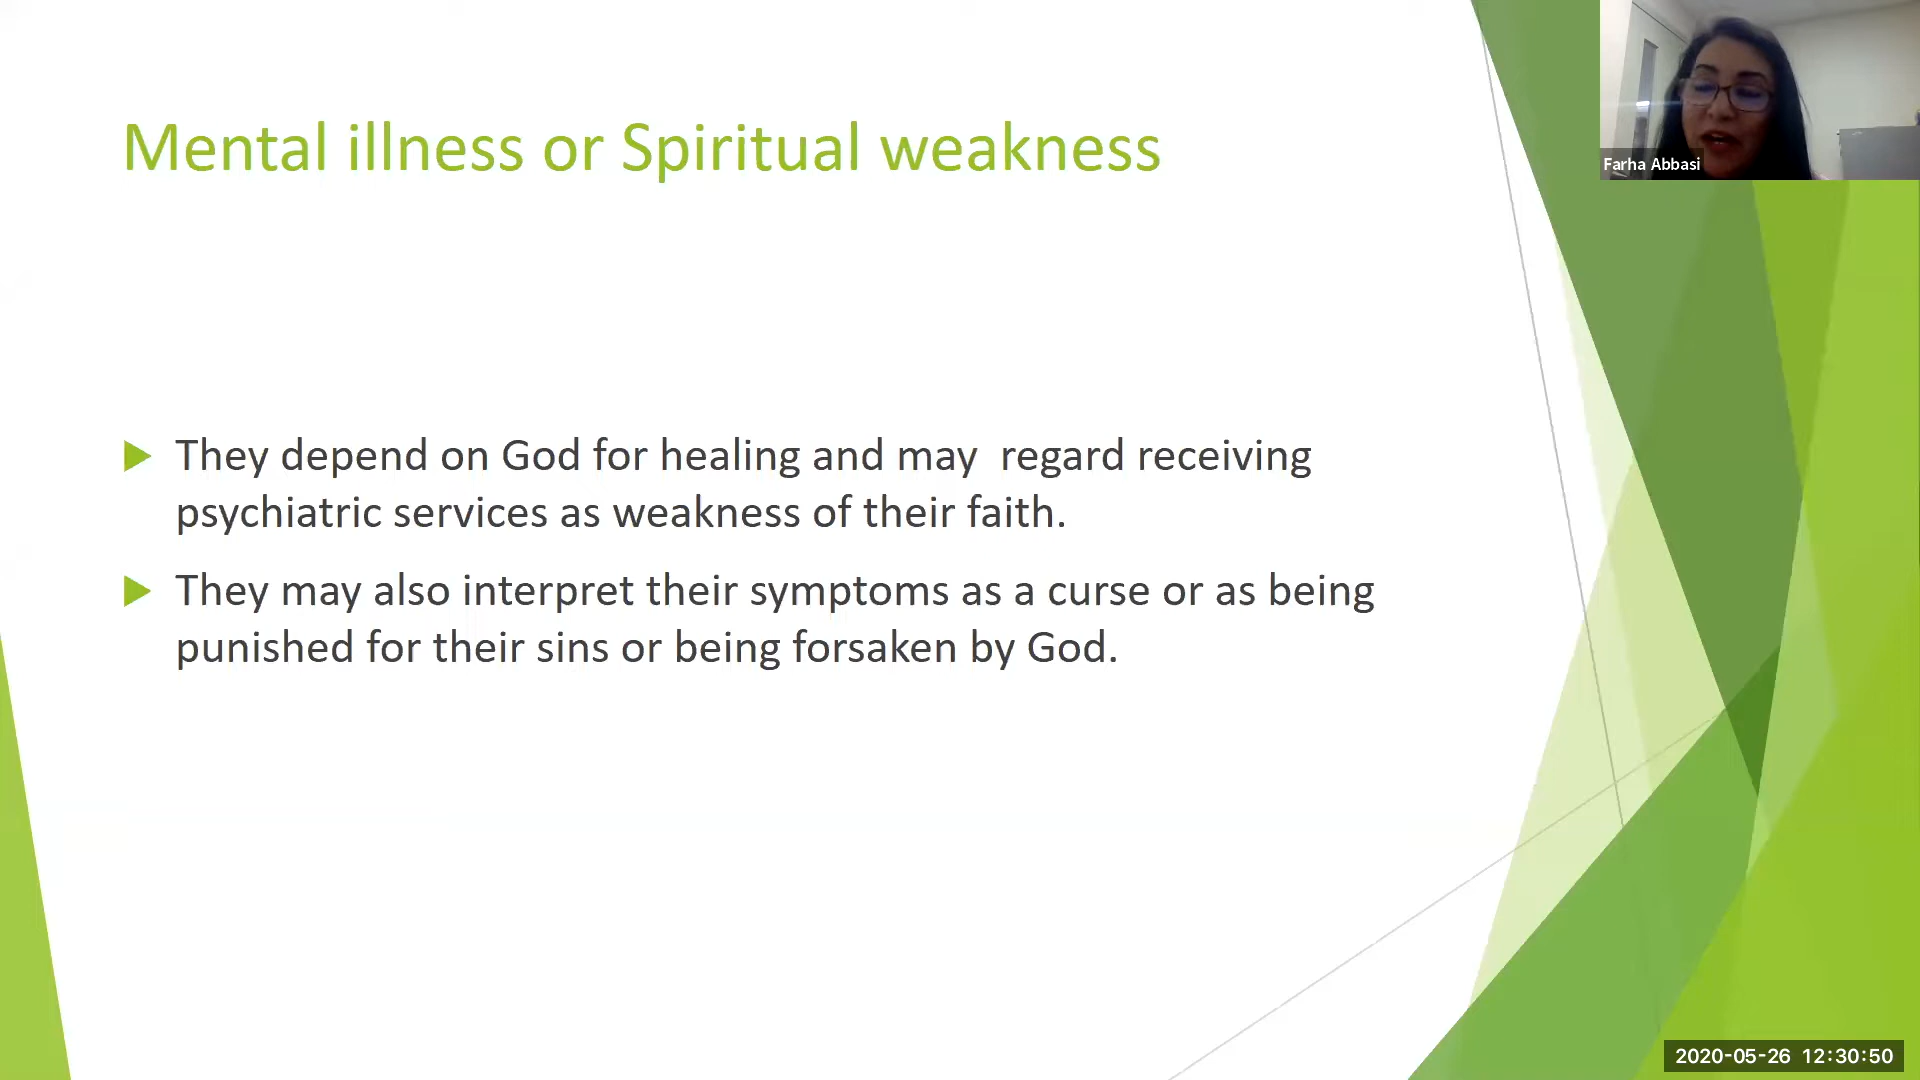 Mental illness or Spiritual weakness
Farha Abbasi
They depend on God for healing and may  regard receiving
psychiatric services as weakness of their faith.
They may also interpret their symptoms as a curse or as being
punished for their sins or being forsaken by God.
2020-05-26 12:30:50